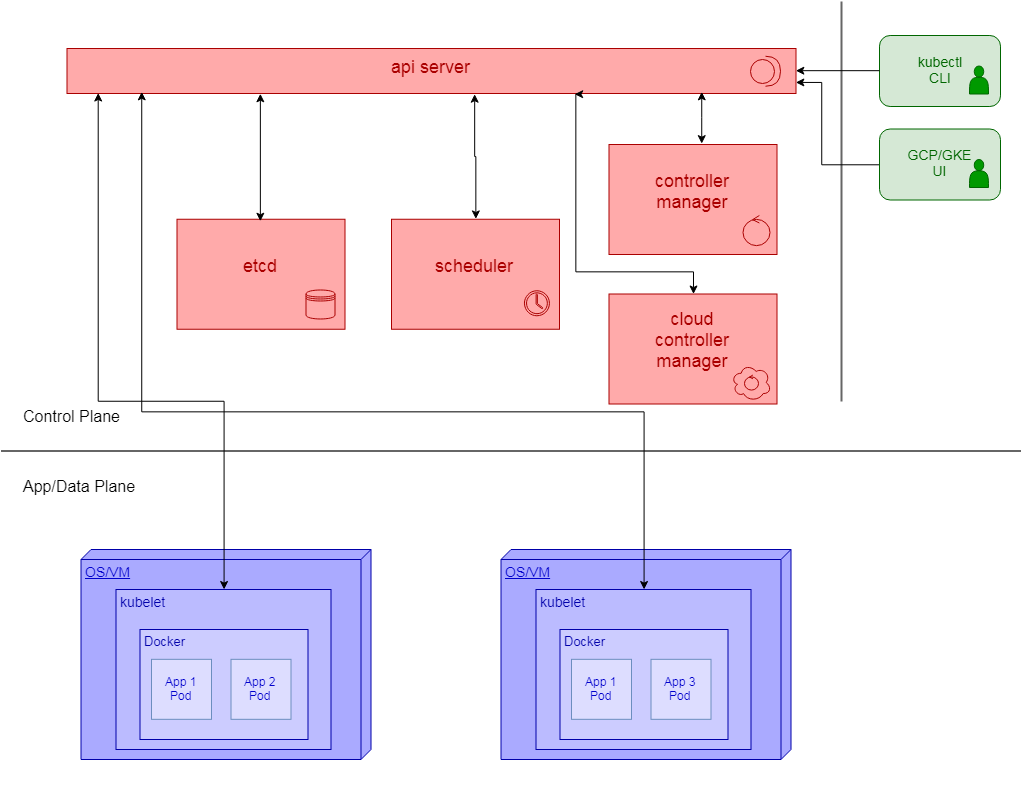 api server
kubectl
CLI
GCP/GKE
UI
controller
manager
etcd
scheduler
cloud
controller
manager
Control Plane
App/Data Plane
OS/VM
kubelet
Docker
App 1
Pod
App 2
Pod
OS/VM
kubelet
Docker
App 1
Pod
App 3
Pod